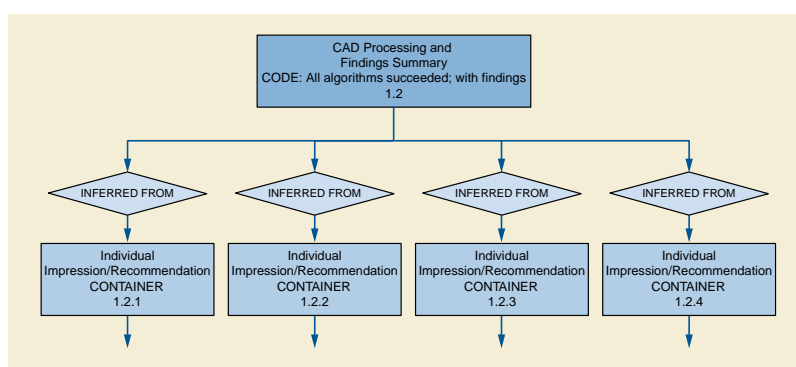 CAD Processing and
Findings Summary
CODE: All algorithms succeeded; with findings
1.2
INFERRED FROM
INFERRED FROM
INFERRED FROM
INFERRED FROM
Individual
Impression/Recommendation
CONTAINER
1.2.1
Individual
Impression/Recommendation
CONTAINER
1.2.2
Individual
Impression/Recommendation
CONTAINER
1.2.3
Individual
Impression/Recommendation
CONTAINER
1.2.4